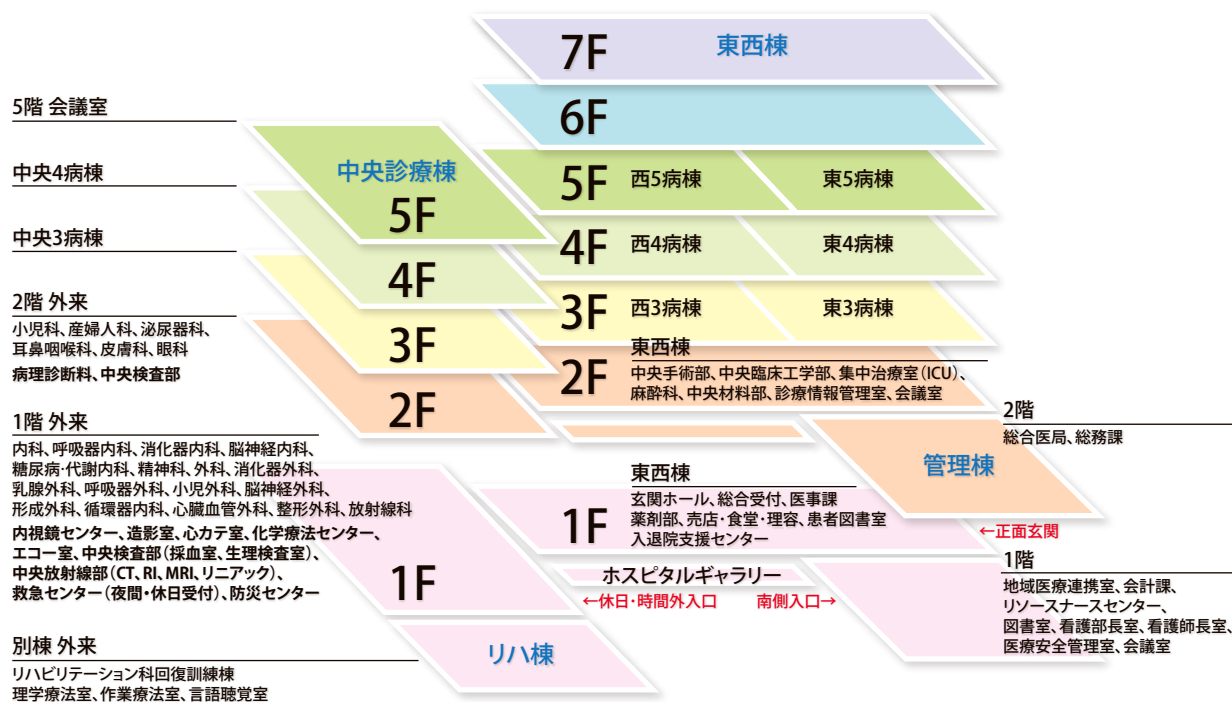 7F 東西棟
6F
5F 西5病棟 東5病棟
4F 西4病棟 東4病棟
3F 西3病棟 東3病棟
2F
東西棟
中央手術部、中央臨床工学部、集中治療室(ICU)、
麻酔科、中央材料部、診療情報管理室、会議室
1F
東西棟
玄関ホール、総合受付、医事課
薬剤部、売店・食堂・理容、患者図書室
入退院支援センター
ホスピタルギャラリー
←休日・時間外入口 南側入口→
中央診療棟
5F
4F
3F
2F
1F
5階 会議室
中央4病棟
中央3病棟
2階 外来
小児科、産婦人科、泌尿器科、
耳鼻咽喉科、皮膚科、眼科
病理診断料、中央検査部
1階 外来
内科、呼吸器内科、消化器内科、脳神経内科、
糖尿病・代謝内科、精神科、外科、消化器外科、
乳腺外科、呼吸器外科、小児外科、脳神経外科、
形成外科、循環器内科、心臓血管外科、整形外科、放射線科
内視鏡センター、造影室、心カテ室、化学療法センター、
エコー室、中央検査部(採血室、生理検査室)、
中央放射線部(CT、RI、MRI、リニアック)、
救急センター(夜間・休日受付)、防災センター
別棟 外来
リハビリテーション科回復訓練棟
理学療法室、作業療法室、言語聴覚室
リハ棟
管理棟
2階
総合医局、総務課
←正面玄関
1階
地域医療連携室、会計課、
リソースナースセンター、
図書室、看護部長室、看護師長室、
医療安全管理室、会議室